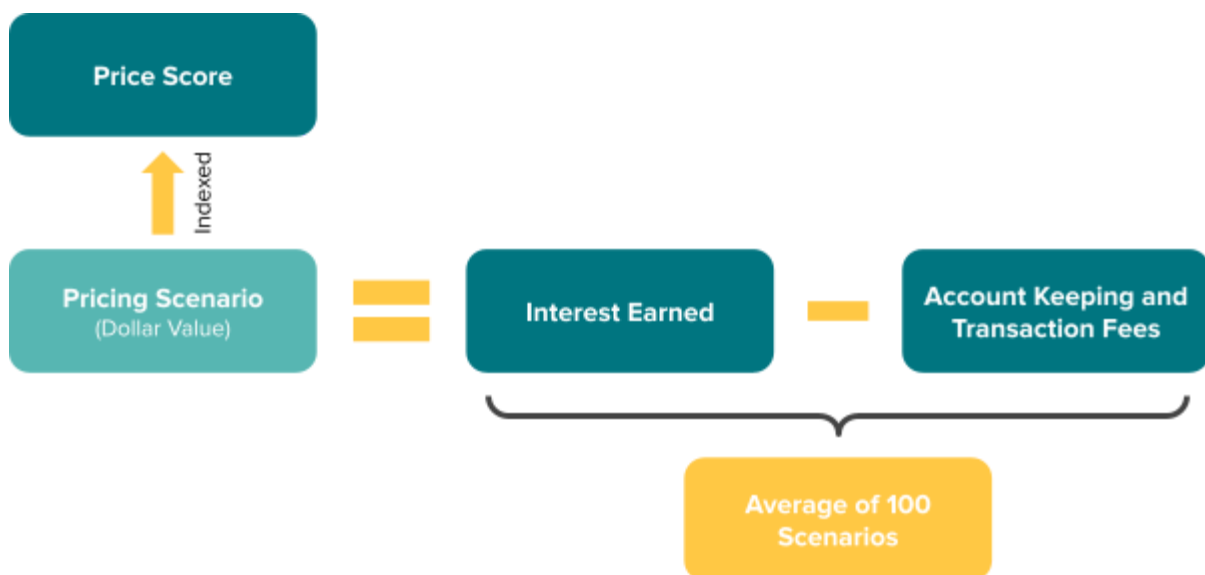 Price Score
Indexed
Pricing Scenario
(Dollar Value)
Interest Earned
Account Keeping and
Transaction Fees
Average of 100
Scenarios